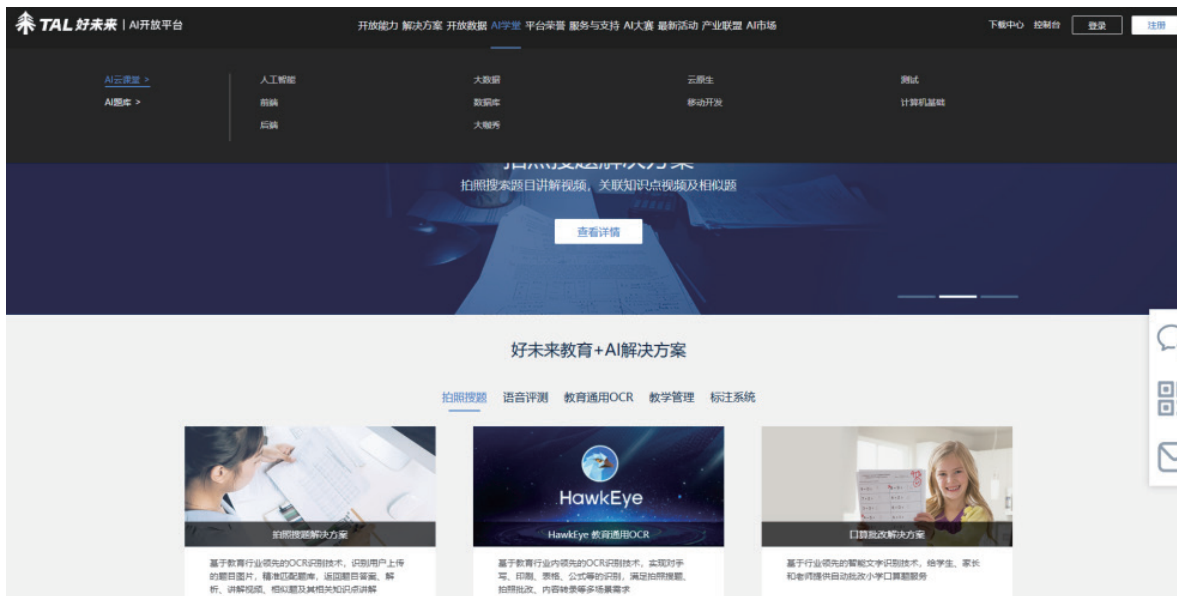 TAL 好未来 | AI开放平台
开放能力 解决方案 开放数据 AI学堂 平台荣誉 服务与支持 AI大赛 最新活动 产业联盟 AI市场
下载中心 控制台 登录 注册
AI云课堂 > 人工智能 大数据 云原生 测试
AI题库 > 前端 数据库 移动开发 计算机基础
后端 大咖秀
拍照搜题解决方案
拍照搜索题目讲解视频，关联知识点视频及相似题
查看详情
好未来教育+AI解决方案
拍照搜题 语音评测 教育通用OCR 教学管理 标注系统
HawkEye
拍照搜题解决方案
基于教育行业领先的OCR识别技术，识别用户上传
的题目图片，精准匹配题库，返回题目答案、解
析、讲解视频、相似题及其相关知识点讲解
HawkEye 教育通用OCR
基于教育行业内领先的OCR识别技术，实现对手
写、印刷、表格、公式等的识别，满足拍照搜题、
拍照批改、内容转录等多场景需求
口算批改解决方案
基于行业领先的智能文字识别技术，给学生、家长
和老师提供自动批改小学口算题服务